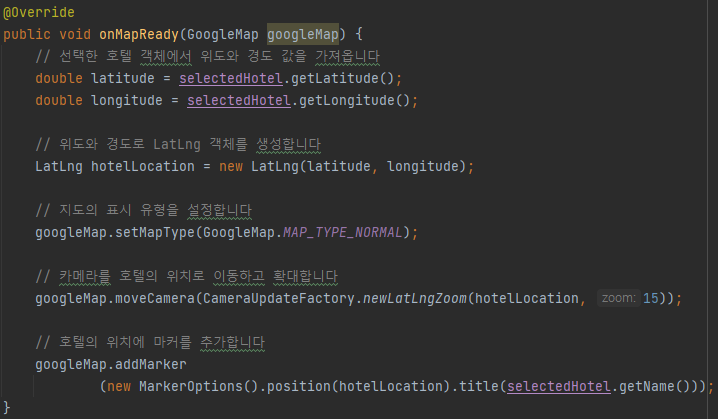 @Override
public void onMapReady(GoogleMap googleMap) {
// 선택한 호텔 객체에서 위도와 경도 값을 가져옵니다
double latitude = selectedHotel.getLatitude();
double longitude = selectedHotel.getLongitude();
// 위도와 경도로 LatLng 객체를 생성합니다
LatLng hotelLocation = new LatLng(latitude, longitude);
// 지도의 표시 유형을 설정합니다
googleMap.setMapType(GoogleMap.MAP_TYPE_NORMAL);
// 카메라를 호텔의 위치로 이동하고 확대합니다
googleMap.moveCamera(CameraUpdateFactory.newLatLngZoom(hotelLocation, zoom: 15));
// 호텔의 위치에 마커를 추가합니다
googleMap.addMarker
(new MarkerOptions().position(hotelLocation).title(selectedHotel.getName()));
}